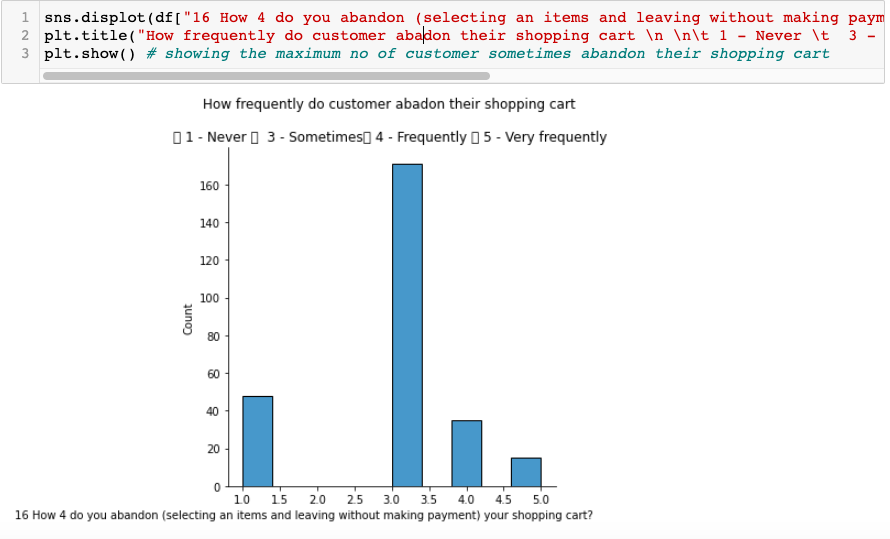 1 sns.displot(df["16 How 4 do you abandon (selecting an items and leaving without making paym
2 plt.title("How frequently do customer abadon their shopping cart \n \n\t 1 - Never \t  3 -
3 plt.show() # showing the maximum no of customer sometimes abandon their shopping cart
How frequently do customer abadon their shopping cart
▯ 1 - Never ▯  3 - Sometimes▯ 4 - Frequently ▯ 5 - Very frequently
160
140
120
100
80
60
40
20
0
Count
1.0 1.5 2.0 2.5 3.0 3.5 4.0 4.5 5.0
16 How 4 do you abandon (selecting an items and leaving without making payment) your shopping cart?